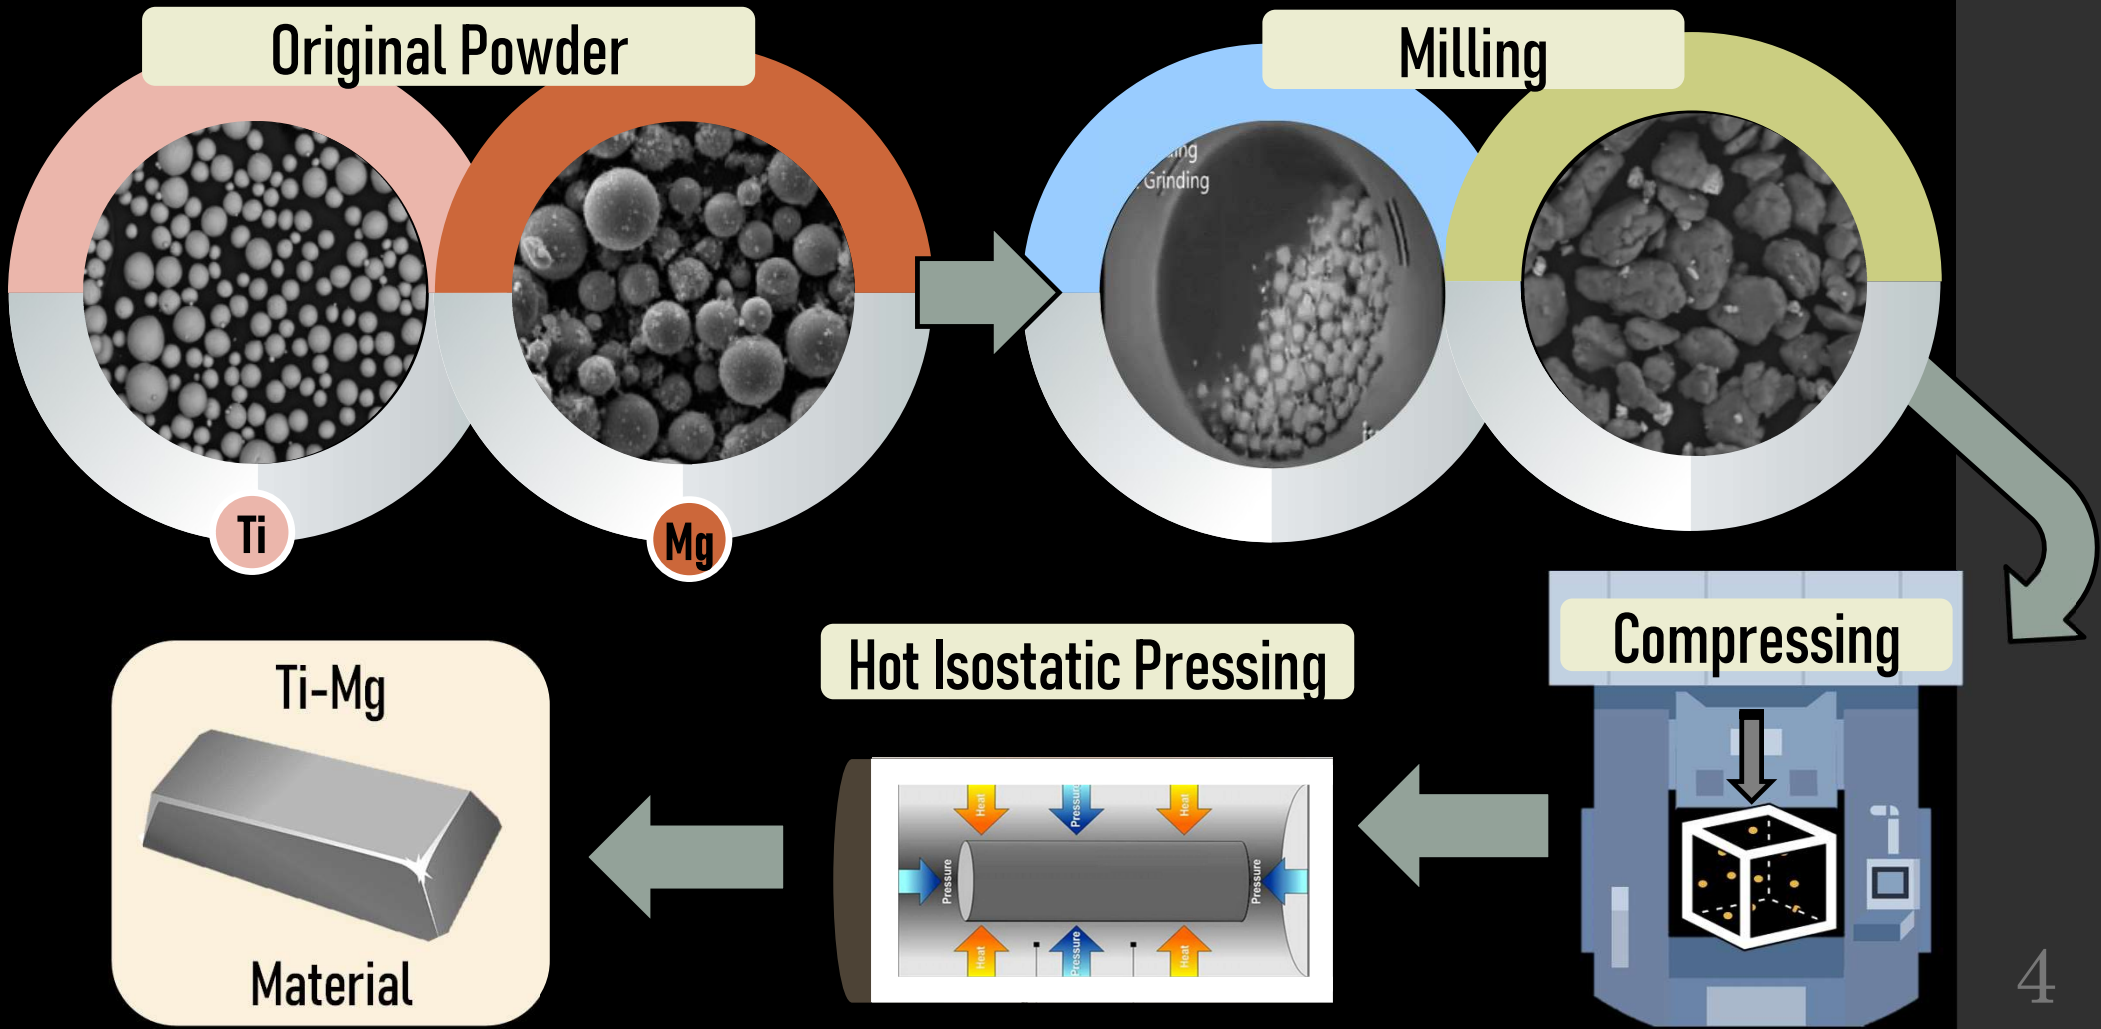 Original Powder
Milling
Grinding
Ti
Mg
Compressing
Hot Isostatic Pressing
Heat
Pressure
Heat
Pressure
Pressure
Heat
Pressure
Heat
Ti-Mg
Material
4